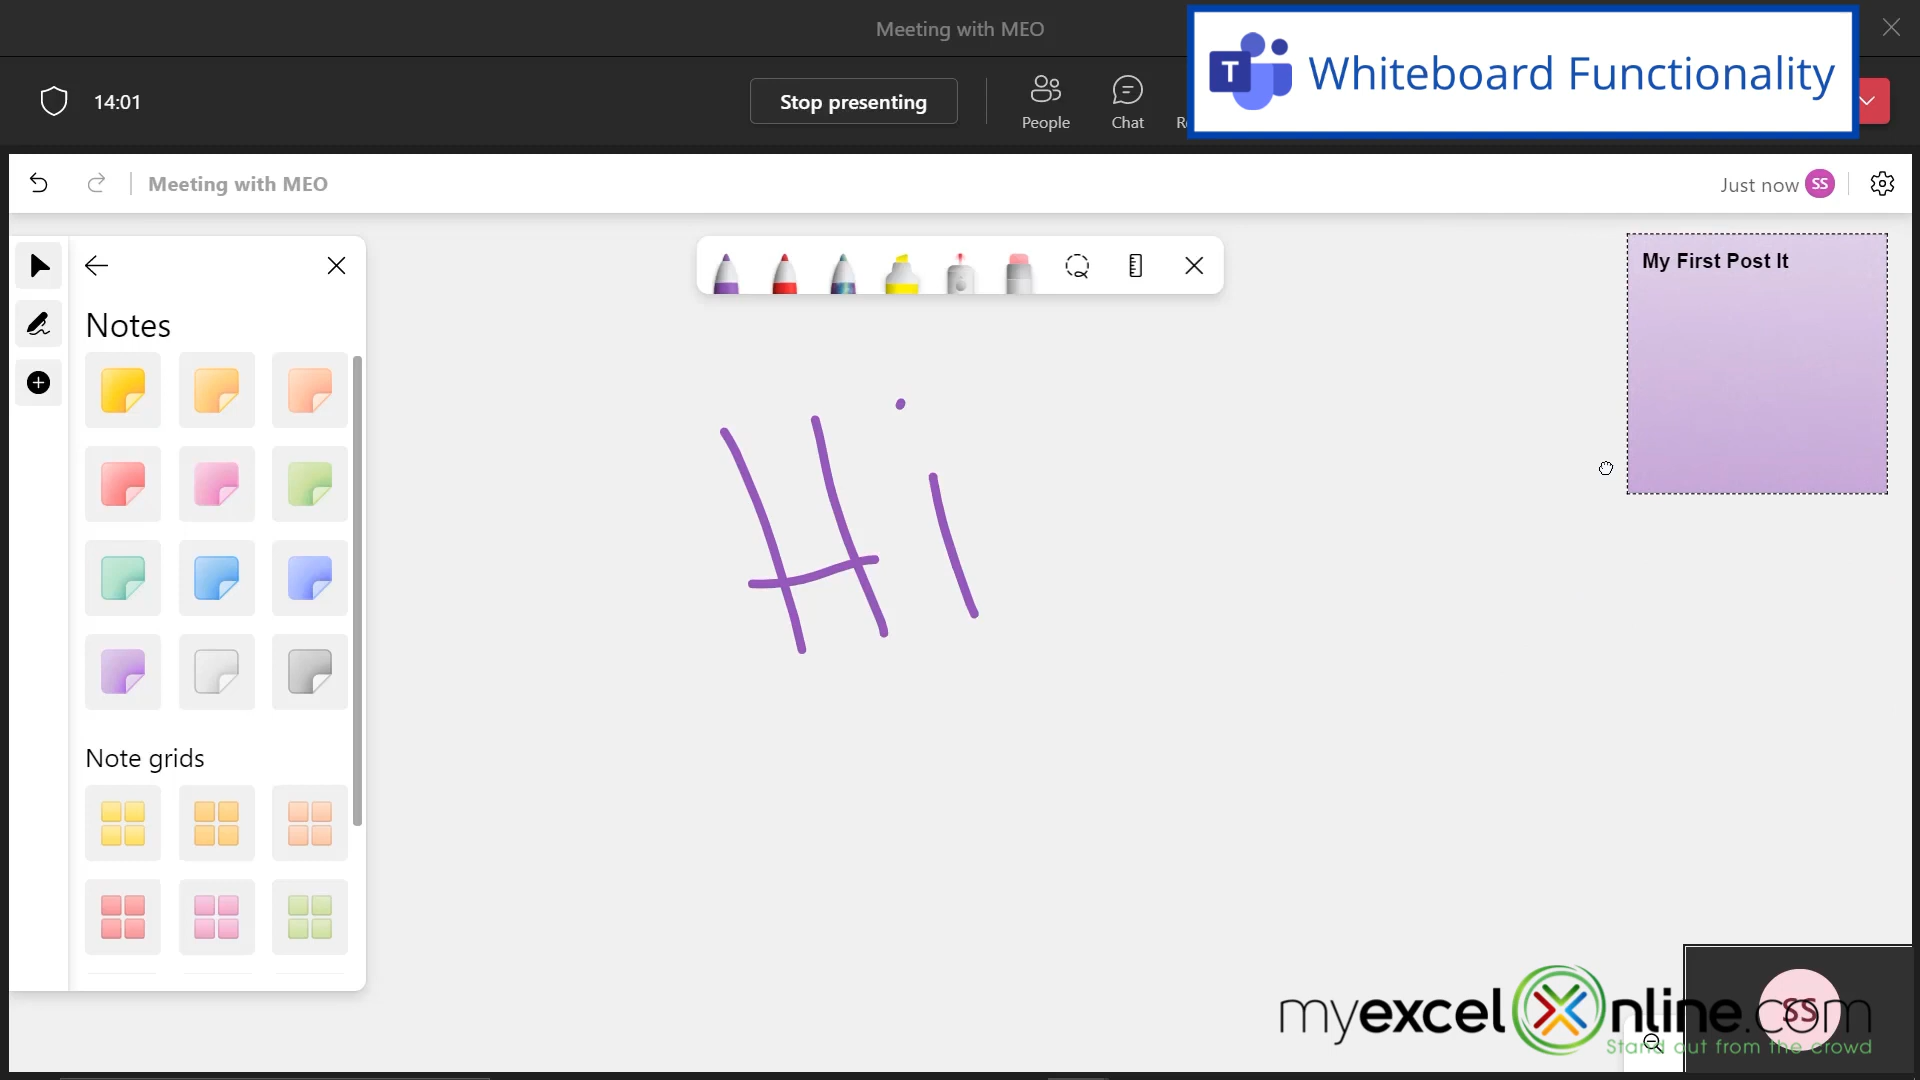 Meeting with MEO
T Whiteboard Functionality
14:01
Stop presenting
People
Chat
Meeting with MEO
Just now SS
Notes
My First Post It
Hi
Note grids
SS
myexcelonline.com
Stand out from the crowd